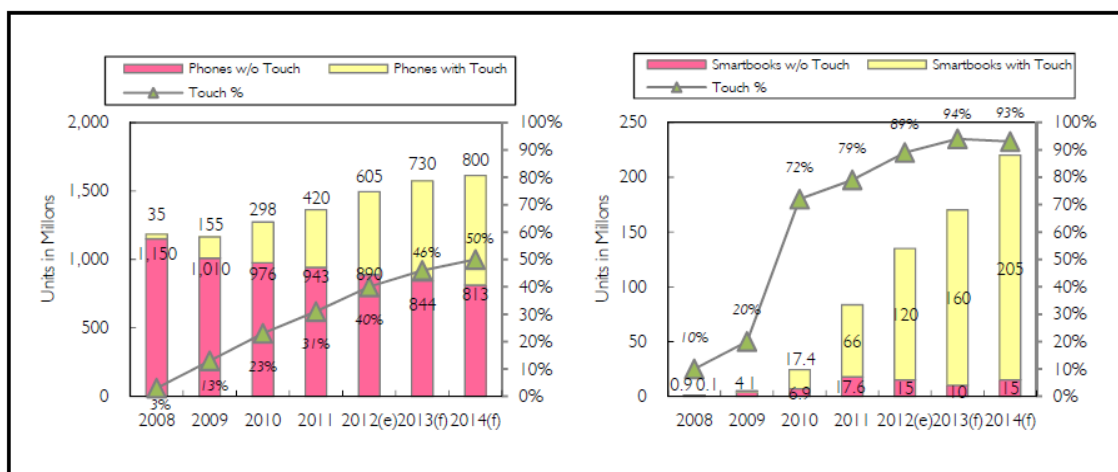 Phones w/o Touch Phones with Touch
Touch %
2,000 100%
90%
80%
1,500 70%
60%
1,000 50%
40%
500 30%
20%
10%
0 0%
Units in Millons
35 155 298 420 605 730 800
1,150 1,010 976 943 890 844 813
3% 13% 23% 31% 40% 46% 50%
2008 2009 2010 2011 2012(e) 2013(f) 2014(f)
Smartbooks w/o Touch Smartbooks with Touch
Touch %
250 100%
90%
200 80%
70%
150 60%
50%
100 40%
30%
50 20%
10%
0 0%
Units in Millons
10% 20% 72% 79% 89% 94% 93%
0.1 1 17.4 66 120 160 205
0.9 4 6.9 17.6 15 10 15
2008 2009 2010 2011 2012(e) 2013(f) 2014(f)